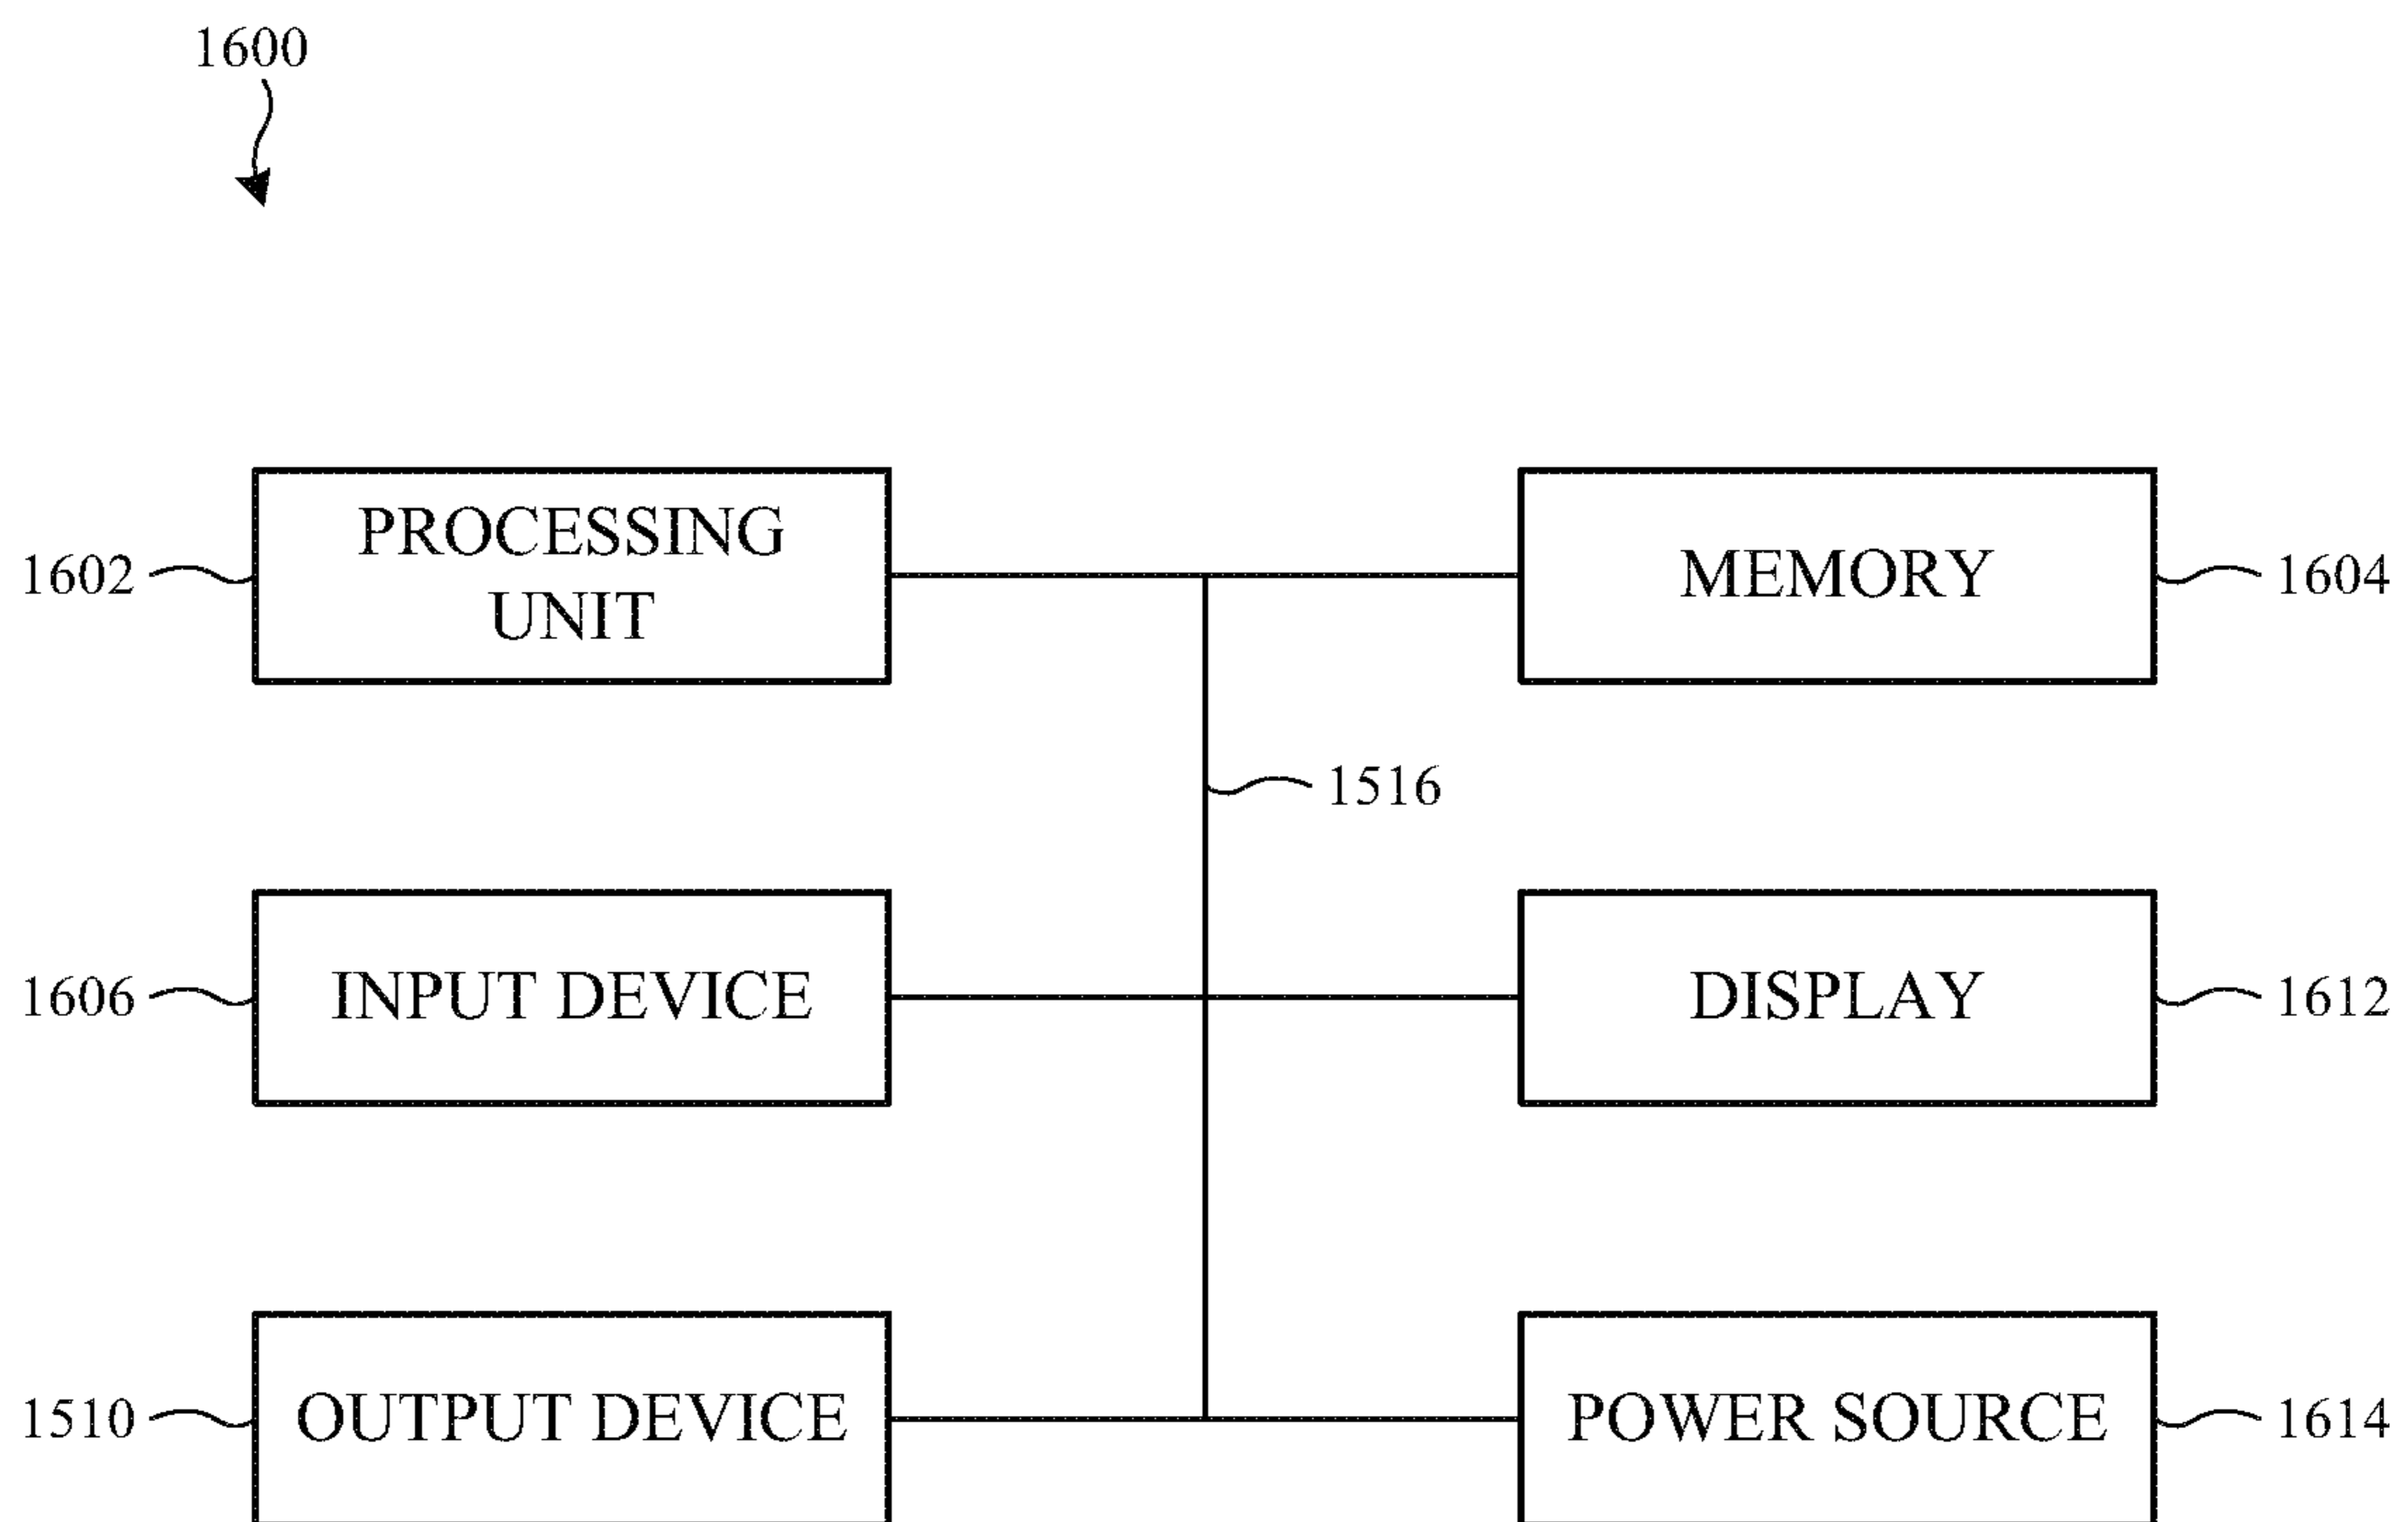 1600
1602
PROCESSING
UNIT
MEMORY
1604
1516
1606
INPUT DEVICE
DISPLAY
1612
1510
OUTPUT DEVICE
POWER SOURCE
1614